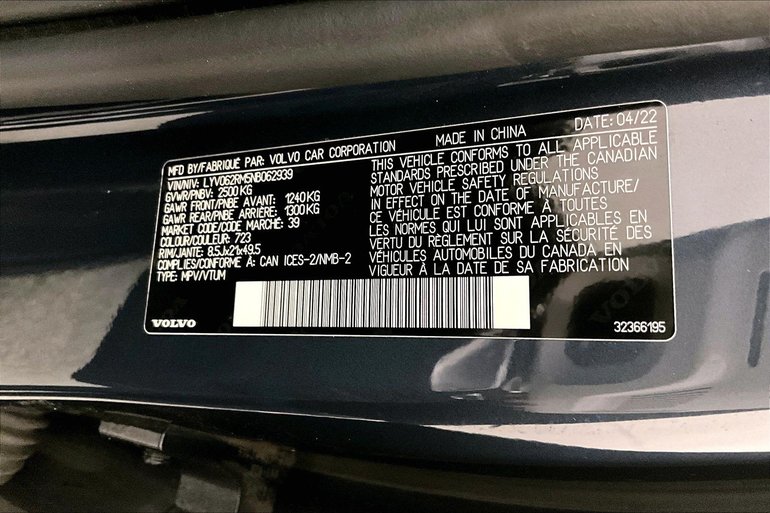 MFD BY/FABRIQUÉ PAR: VOLVO CAR CORPORATION
MADE IN CHINA
DATE: 04/22
VIN/NIV: LYV062RM5NB062939
GVWR/PNBV: 2500 KG
GAWR FRONT/PNBE AVANT: 1240 KG
GAWR REAR/PNBE ARRIÈRE: 1300 KG
MARKET CODE/CODE MARCHÉ: 39
COLOUR/COULEUR: 723
RIM/JANTE: 8.5Jx21x49.5
COMPLIES/CONFORME À: CAN ICES-2/NMB-2
TYPE: MPV/VTUM
THIS VEHICLE CONFORMS TO ALL APPLICABLE
STANDARDS PRESCRIBED UNDER THE CANADIAN
MOTOR VEHICLE SAFETY REGULATIONS
IN EFFECT ON THE DATE OF MANUFACTURE/
CE VÉHICULE EST CONFORME À TOUTES
LES NORMES QUI LUI SONT APPLICABLES EN
VERTU DU RÈGLEMENT SUR LA SÉCURITÉ DES
VÉHICULES AUTOMOBILES DU CANADA EN
VIGUEUR À LA DATE DE SA FABRICATION
VOLVO
32366195